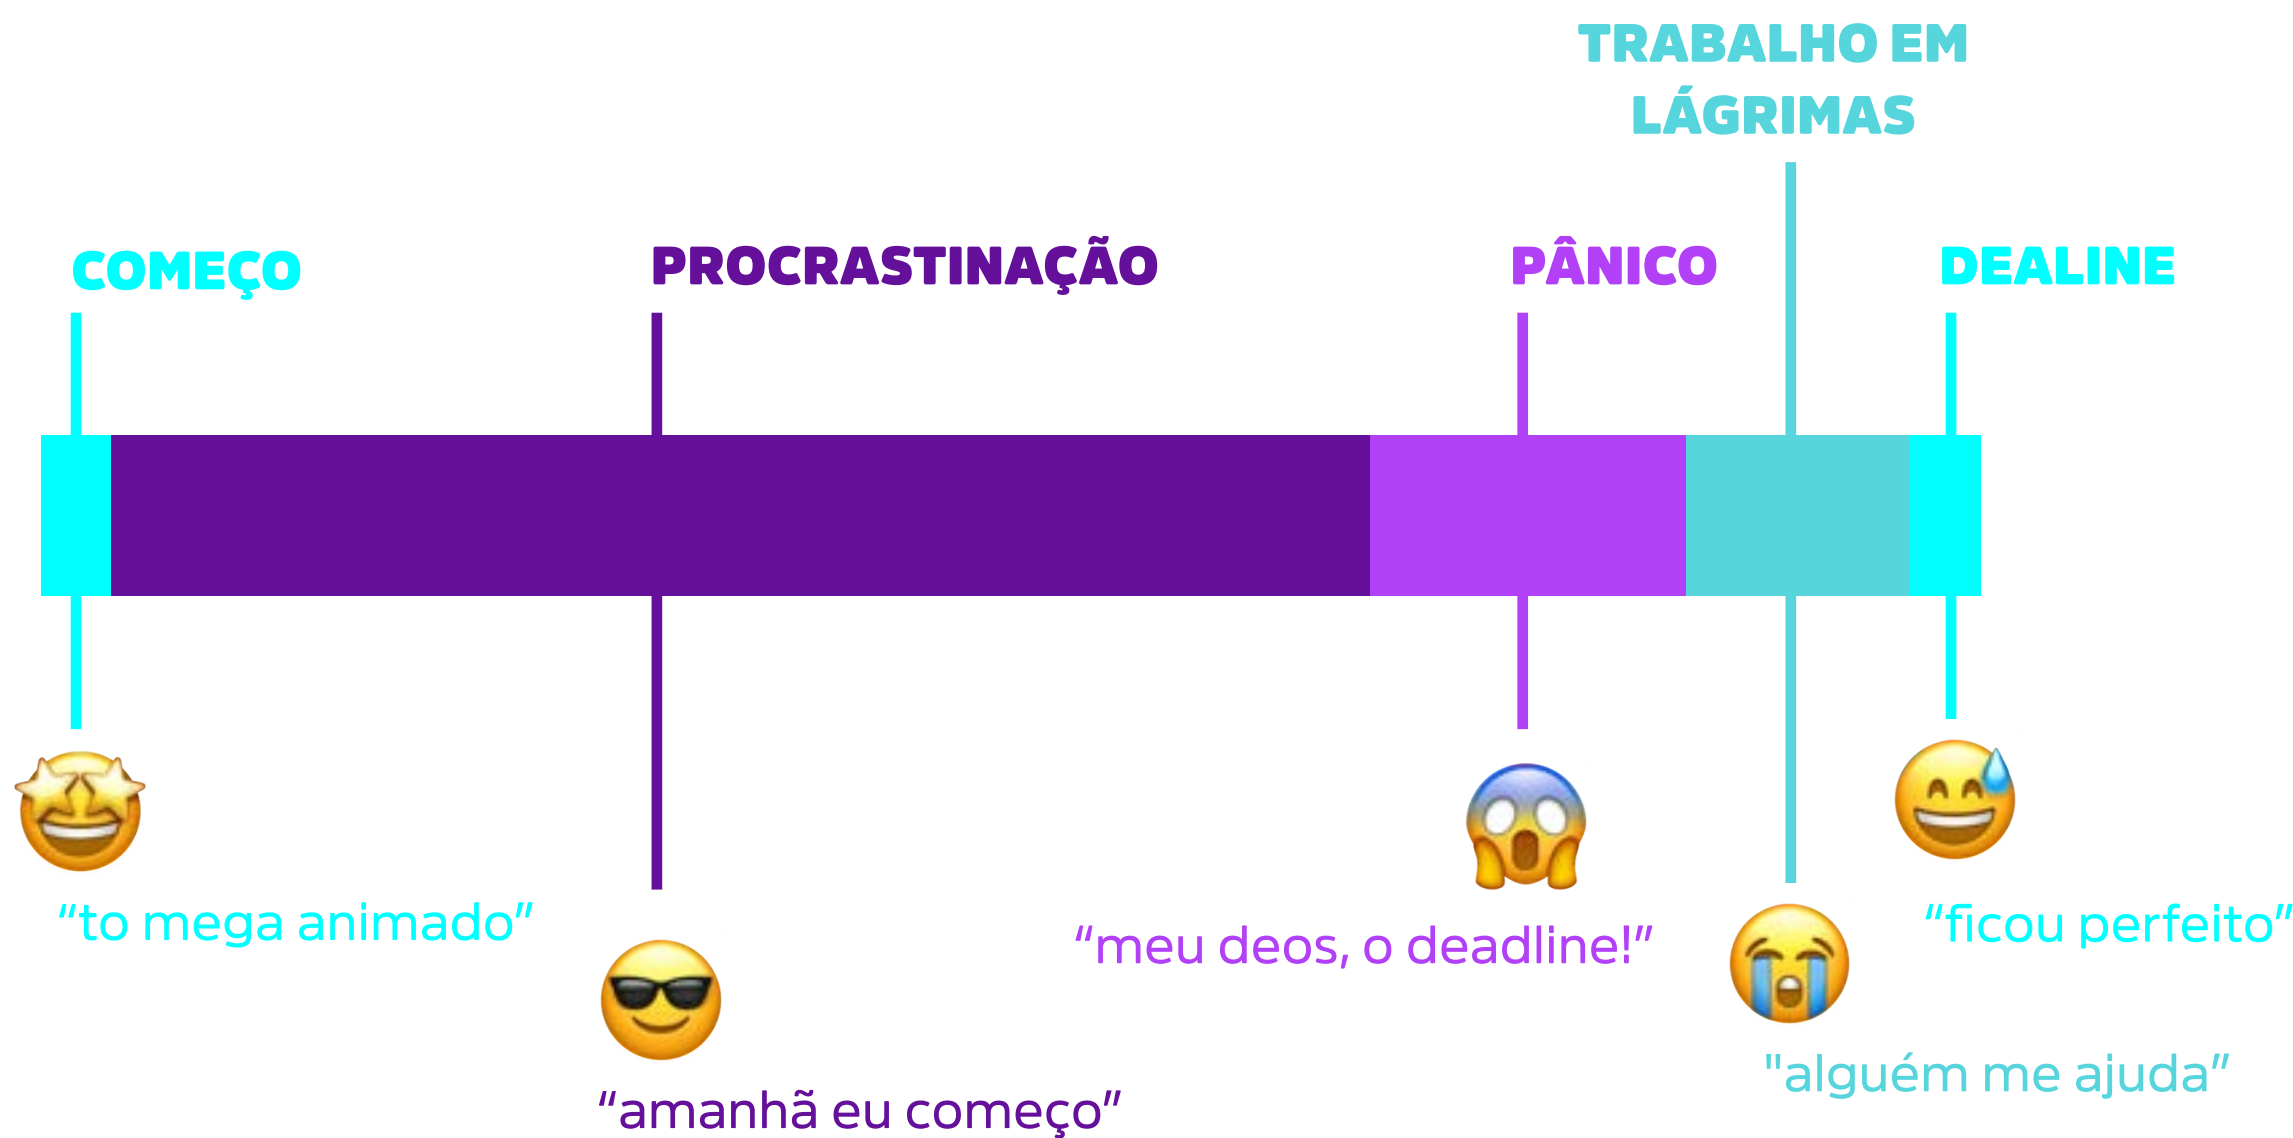 TRABALHO EM
LÁGRIMAS
COMEÇO
PROCRASTINAÇÃO
PÂNICO
DEALINE
“to mega animado”
“amanhã eu começo”
“meu deos, o deadline!”
"alguém me ajuda”
“ficou perfeito”